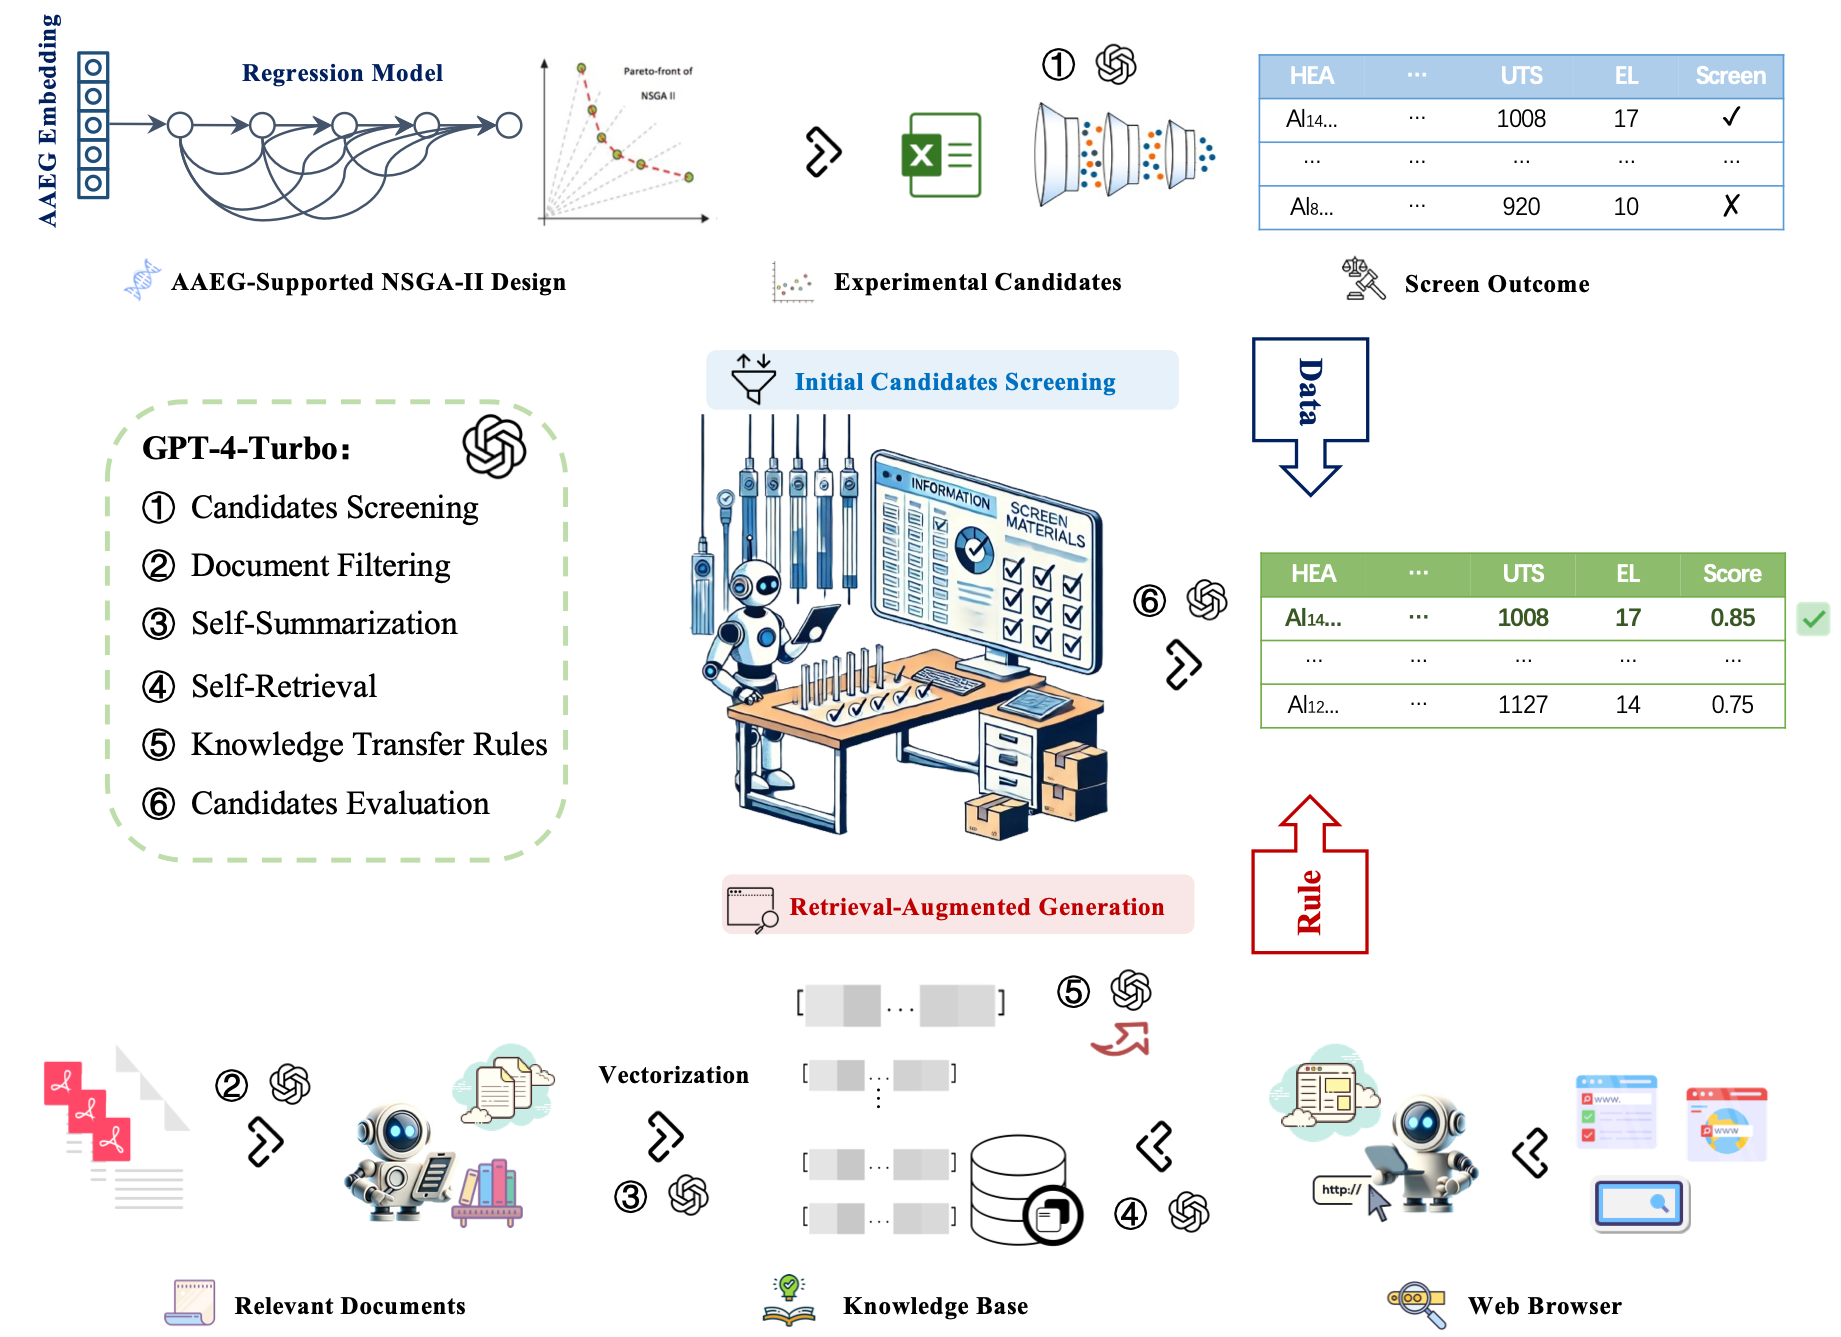 AAEG Embedding
Regression Model
Pareto-front of
NSGA II
①
HEA ... UTS EL Screen
Al14... ... 1008 17 ✓
... ... ... ... ...
Al8... ... 920 10 ✗
AAEG-Supported NSGA-II Design
Experimental Candidates
Screen Outcome
Initial Candidates Screening
Data
GPT-4-Turbo:
① Candidates Screening
② Document Filtering
③ Self-Summarization
④ Self-Retrieval
⑤ Knowledge Transfer Rules
⑥ Candidates Evaluation
INFORMATION
SCREEN
MATERIALS
⑥
HEA ... UTS EL Score
Al14... ... 1008 17 0.85
... ... ... ... ...
Al12... ... 1127 14 0.75
Retrieval-Augmented Generation
Rule
[ ... ]
⑤
②
Vectorization
[ ... ]
⋮
[ ... ]
[ ... ]
③
④
http://
www.
www
Relevant Documents
Knowledge Base
Web Browser